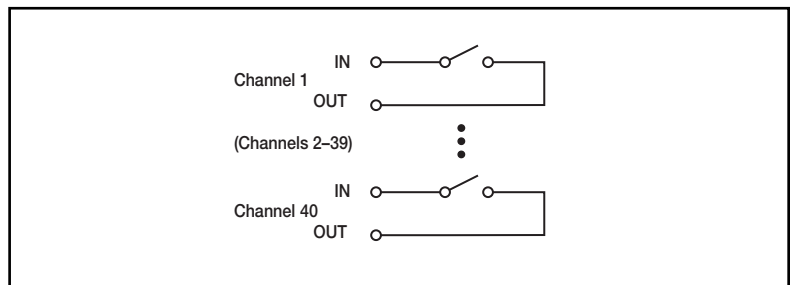 IN
Channel 1
OUT
(Channels 2–39)
IN
Channel 40
OUT